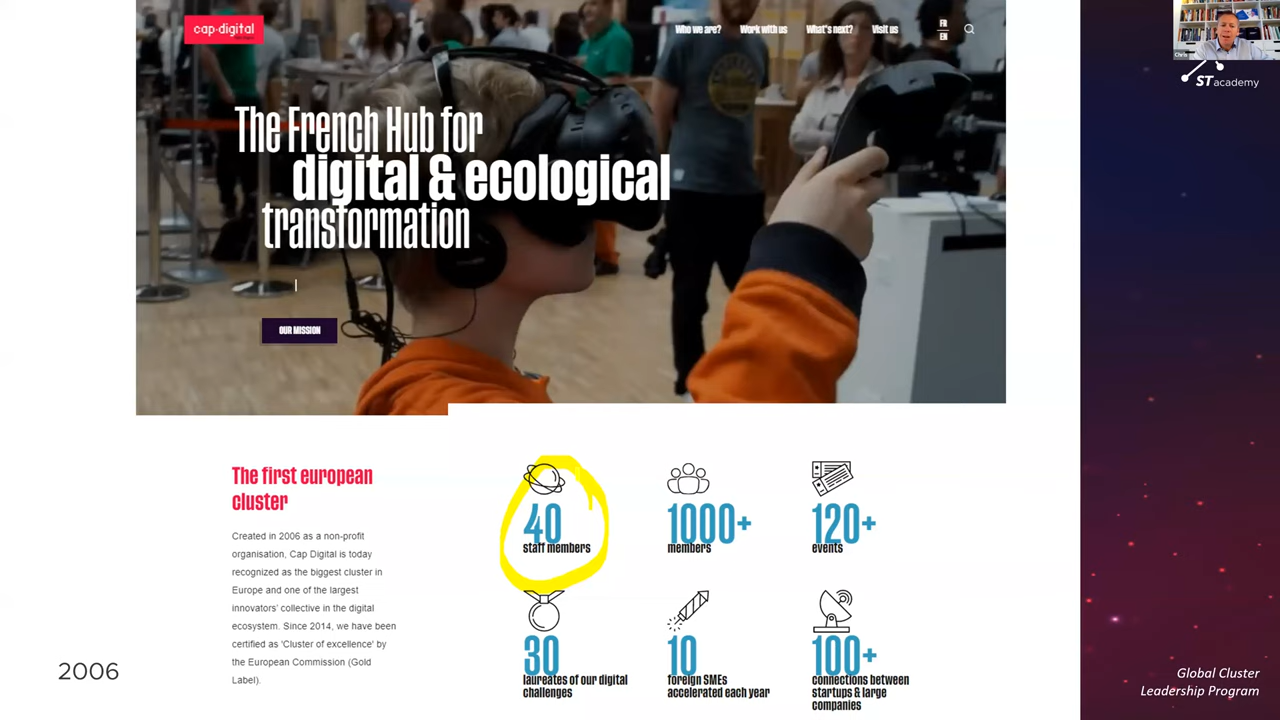 cap·digital
Who we are?
Work with us
What's next?
Visit us
FR
EN
The French Hub for
digital & ecological
transformation
OUR MISSION
Chris
ST academy
The first european
cluster
Created in 2006 as a non-profit
organisation, Cap Digital is today
recognized as the biggest cluster in
Europe and one of the largest
innovators' collective in the digital
ecosystem. Since 2014, we have been
certified as 'Cluster of excellence' by
the European Commission (Gold
Label).
40
staff members
1000+
members
120+
events
30
laureates of our digital
challenges
10
foreign SMEs
accelerated each year
100+
connections between
startups & large
companies
2006
Global Cluster
Leadership Program